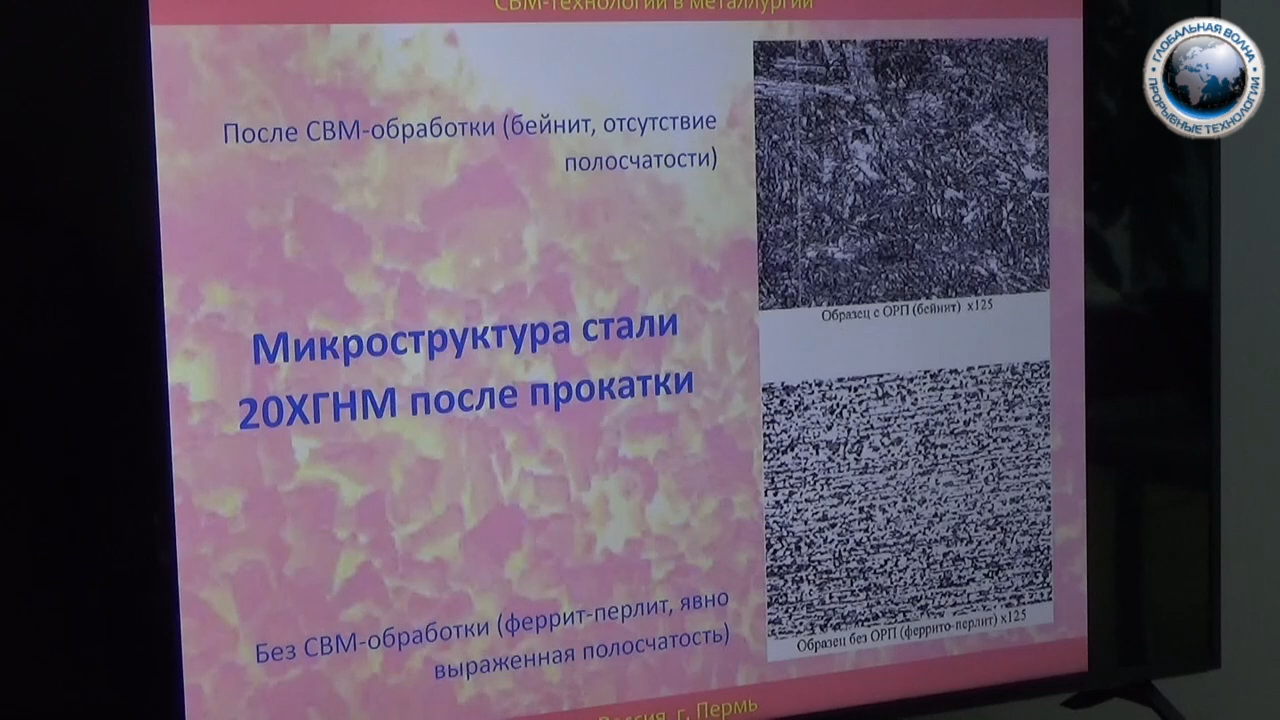 СВМ-технологии в металлургии
ГЛОБАЛЬНАЯ ВОЛНА
ПРОРЫВНЫЕ ТЕХНОЛОГИИ
После СВМ-обработки (бейнит, отсутствие
полосчатости)
Образец с ОРП (бейнит) х125
Микроструктура стали
20ХГНМ после прокатки
Без СВМ-обработки (феррит-перлит, явно
выраженная полосчатость)
Образец без ОРП (феррито-перлит) х125
Россия, г. Пермь